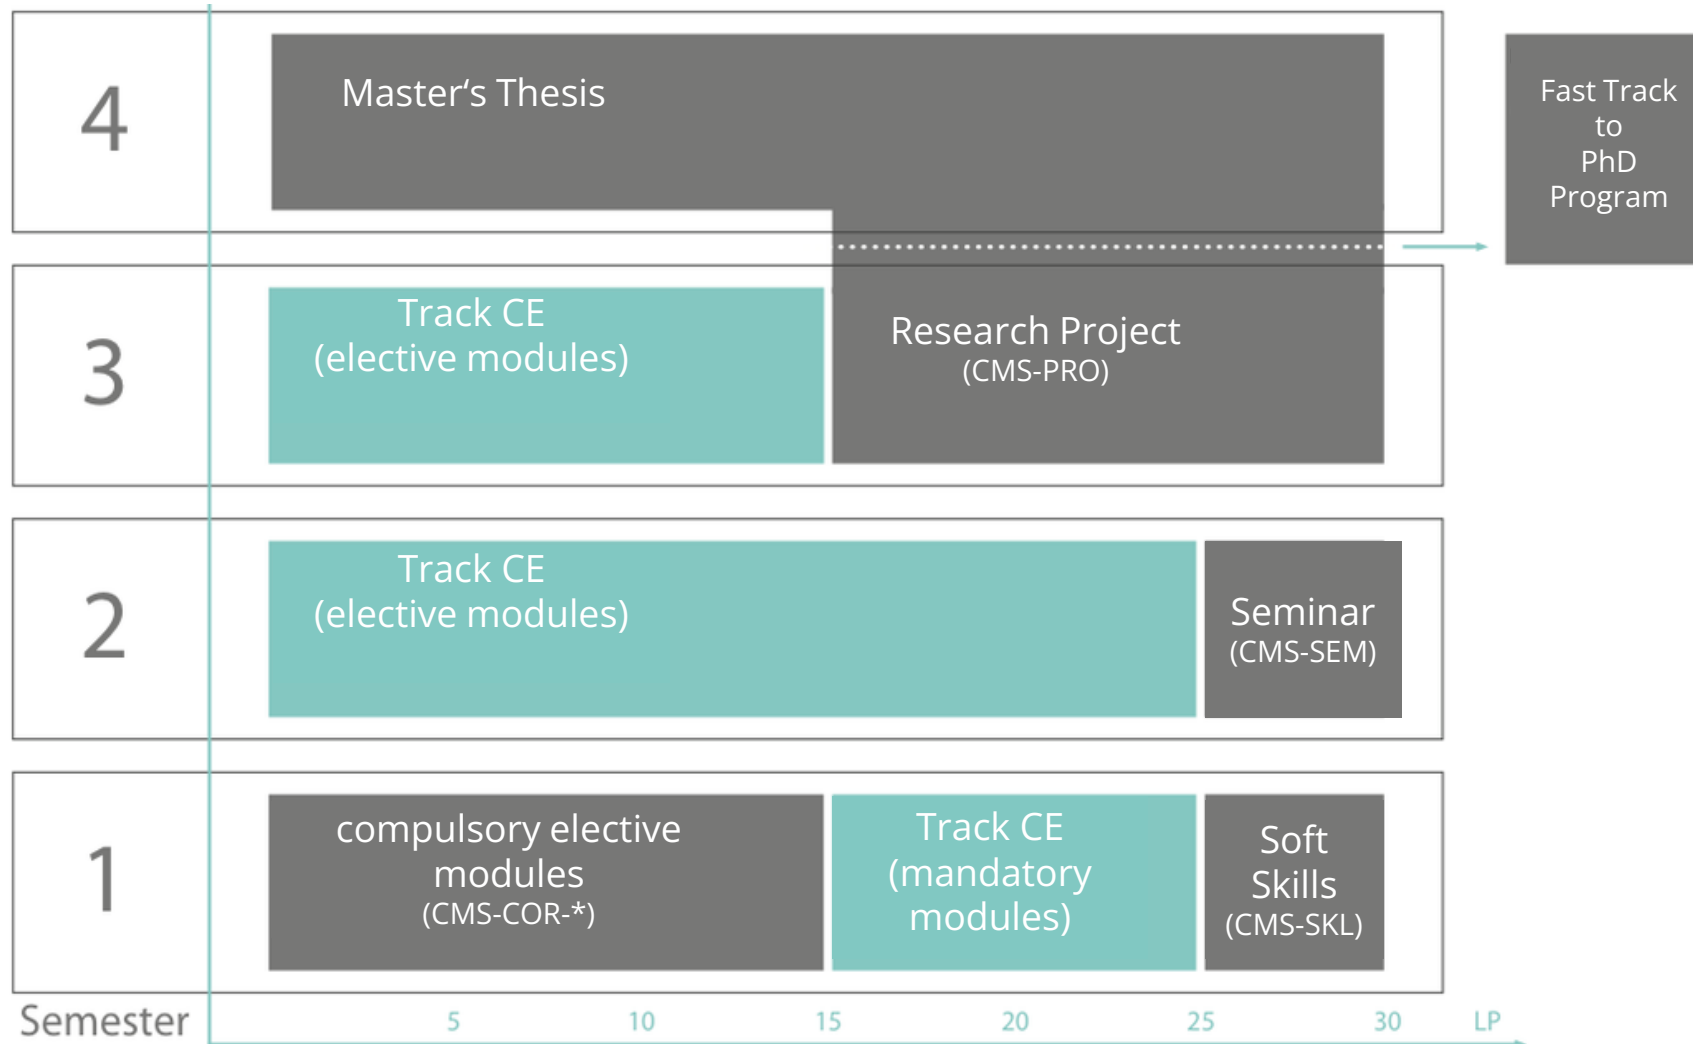 4
Master‘s Thesis
Fast Track
to
PhD
Program
3
Track CE
(elective modules)
Research Project
(CMS-PRO)
2
Track CE
(elective modules)
Seminar
(CMS-SEM)
1
compulsory elective
modules
(CMS-COR-*)
Track CE
(mandatory
modules)
Soft
Skills
(CMS-SKL)
Semester
5 10 15 20 25 30 LP